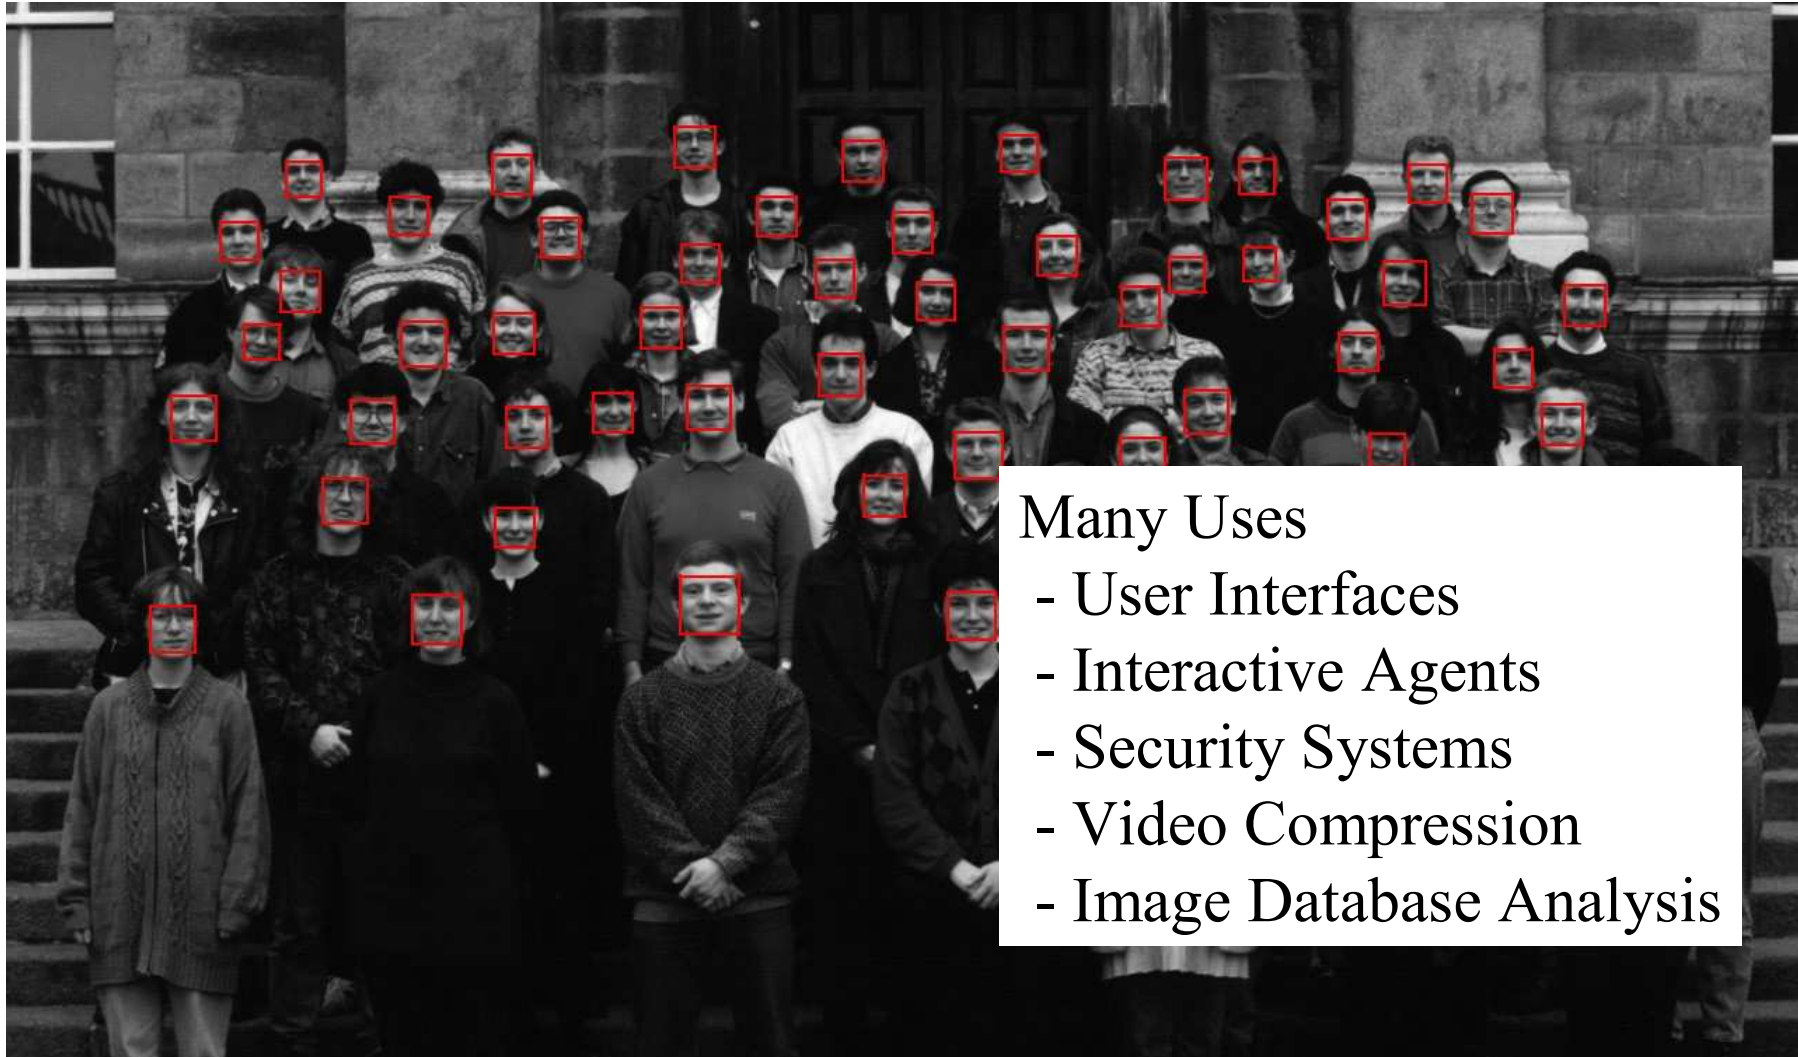 Many Uses
- User Interfaces
- Interactive Agents
- Security Systems
- Video Compression
- Image Database Analysis